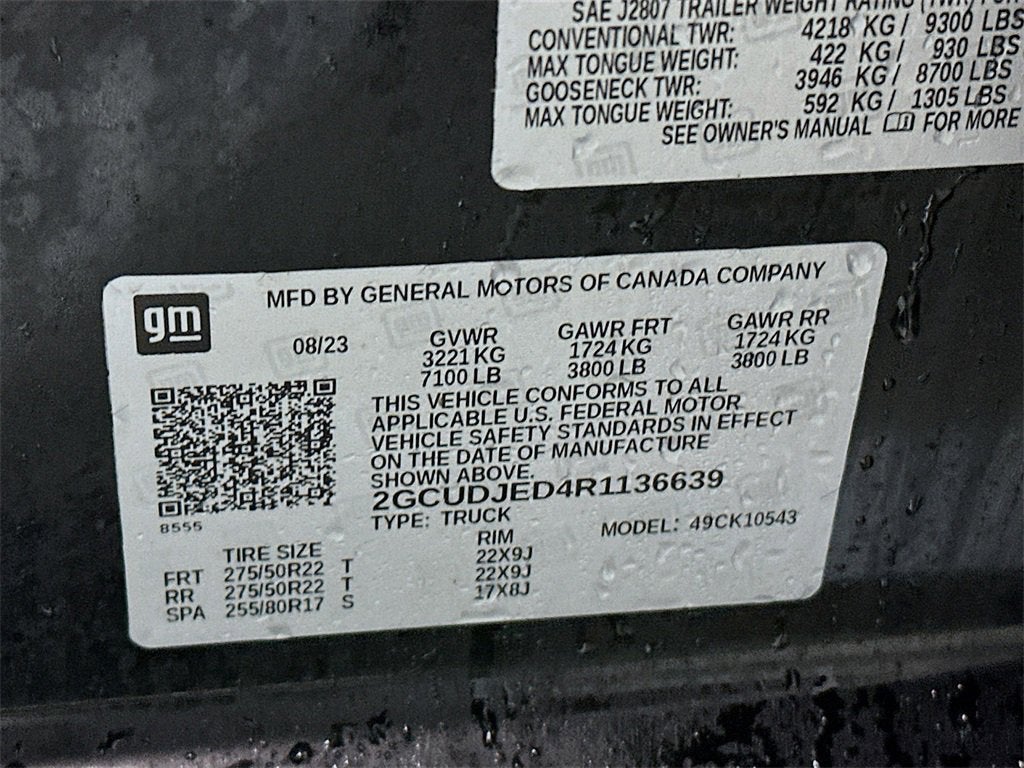 SAE J2807 TRAILER WEIGHT RATING (TWR)
CONVENTIONAL TWR: 4218 KG / 9300 LBS
MAX TONGUE WEIGHT: 422 KG / 930 LBS
GOOSENECK TWR: 3946 KG / 8700 LBS
MAX TONGUE WEIGHT: 592 KG / 1305 LBS
SEE OWNER'S MANUAL FOR MORE
gm
MFD BY GENERAL MOTORS OF CANADA COMPANY
08/23 GVWR GAWR FRT GAWR RR
3221 KG 1724 KG 1724 KG
7100 LB 3800 LB 3800 LB
THIS VEHICLE CONFORMS TO ALL
APPLICABLE U.S. FEDERAL MOTOR
VEHICLE SAFETY STANDARDS IN EFFECT
ON THE DATE OF MANUFACTURE
SHOWN ABOVE.
2GCUDJED4R1136639
8555
TYPE: TRUCK MODEL: 49CK10543
TIRE SIZE RIM
FRT 275/50R22 T 22X9J
RR 275/50R22 T 22X9J
SPA 255/80R17 S 17X8J